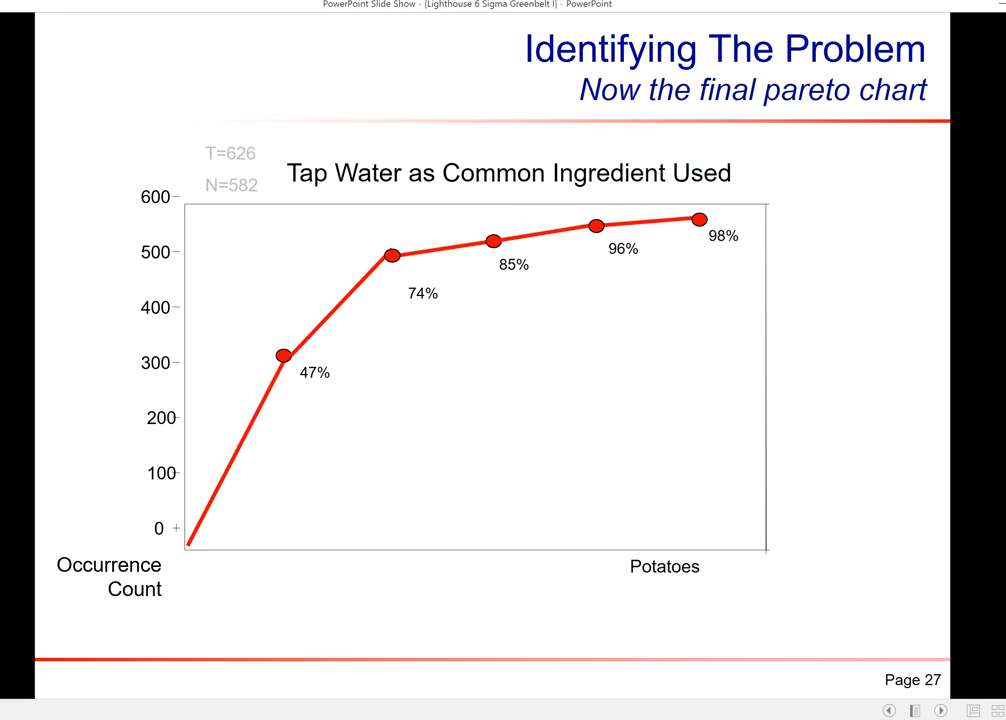 PowerPoint Slide Show - [Lighthouse 6 Sigma Greenbelt I] - PowerPoint
Identifying The Problem
Now the final pareto chart
T=626
N=582
Tap Water as Common Ingredient Used
600
500
400
300
200
100
0
47%
74%
85%
96%
98%
Occurrence
Count
Potatoes
Page 27